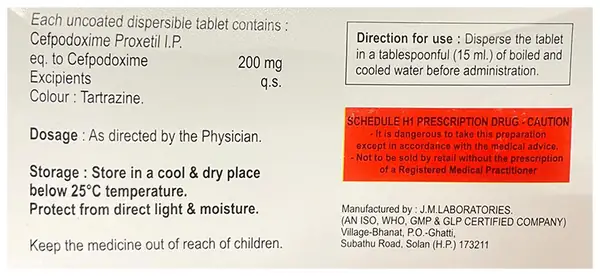 Each uncoated dispersible tablet contains :
Cefpodoxime Proxetil I.P.
eq. to Cefpodoxime 200 mg
Excipients q.s.
Colour : Tartrazine.
Dosage : As directed by the Physician.
Storage : Store in a cool & dry place
below 25°C temperature.
Protect from direct light & moisture.
Keep the medicine out of reach of children.
Direction for use : Disperse the tablet
in a tablespoonful (15 ml.) of boiled and
cooled water before administration.
SCHEDULE H1 PRESCRIPTION DRUG - CAUTION
- It is dangerous to take this preparation
except in accordance with the medical advice.
- Not to be sold by retail without the prescription
of a Registered Medical Practitioner
Manufactured by : J.M.LABORATORIES.
(AN ISO, WHO, GMP & GLP CERTIFIED COMPANY)
Village-Bhanat, P.O.-Ghatti,
Subathu Road, Solan (H.P.) 173211